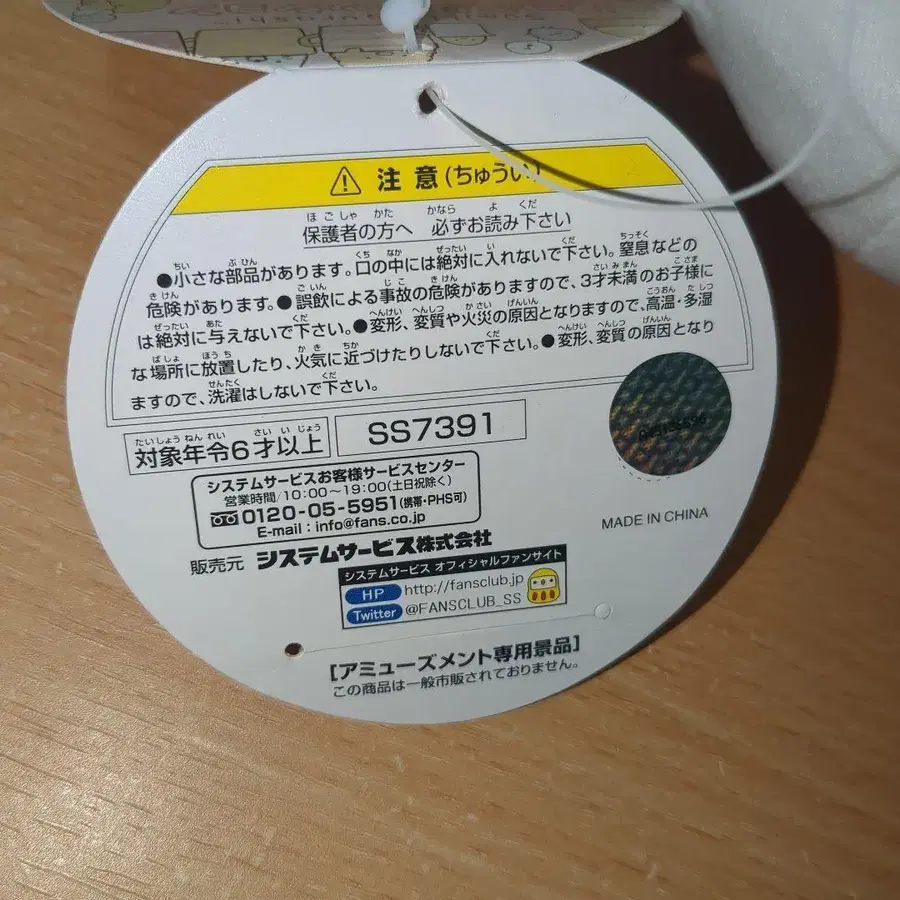 注意(ちゅうい)
保護者の方へ 必ずお読み下さい
●小さな部品があります。口の中には絶対に入れないで下さい。窒息などの
危険があります。●誤飲による事故の危険がありますので、3才未満のお子様に
は絶対に与えないで下さい。●変形、変質や火災の原因となりますので、高温・多湿
な場所に放置したり、火気に近づけたりしないで下さい。●変形、変質の原因となり
ますので、洗濯はしないで下さい。
対象年令6才以上 SS7391
システムサービスお客様サービスセンター
営業時間/10:00~19:00(土日祝除く)
0120-05-5951(携帯・PHS可)
E-mail : info@fans.co.jp
MADE IN CHINA
販売元 システムサービス株式会社
システムサービス オフィシャルファンサイト
HP http://fansclub.jp
Twitter @FANSCLUB_SS
[アミューズメント専用景品]
この商品は一般市販されておりません。